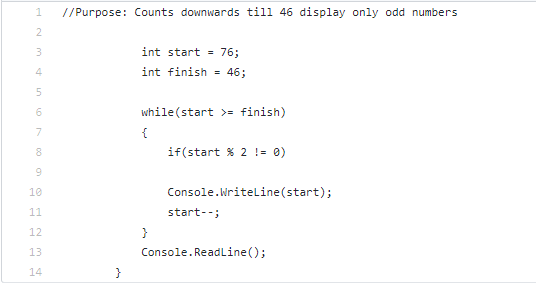 1 //Purpose: Counts downwards till 46 display only odd numbers
2
3 int start = 76;
4 int finish = 46;
5
6 while(start >= finish)
7 {
8 if(start % 2 != 0)
9
10 Console.WriteLine(start);
11 start--;
12 }
13 Console.ReadLine();
14 }